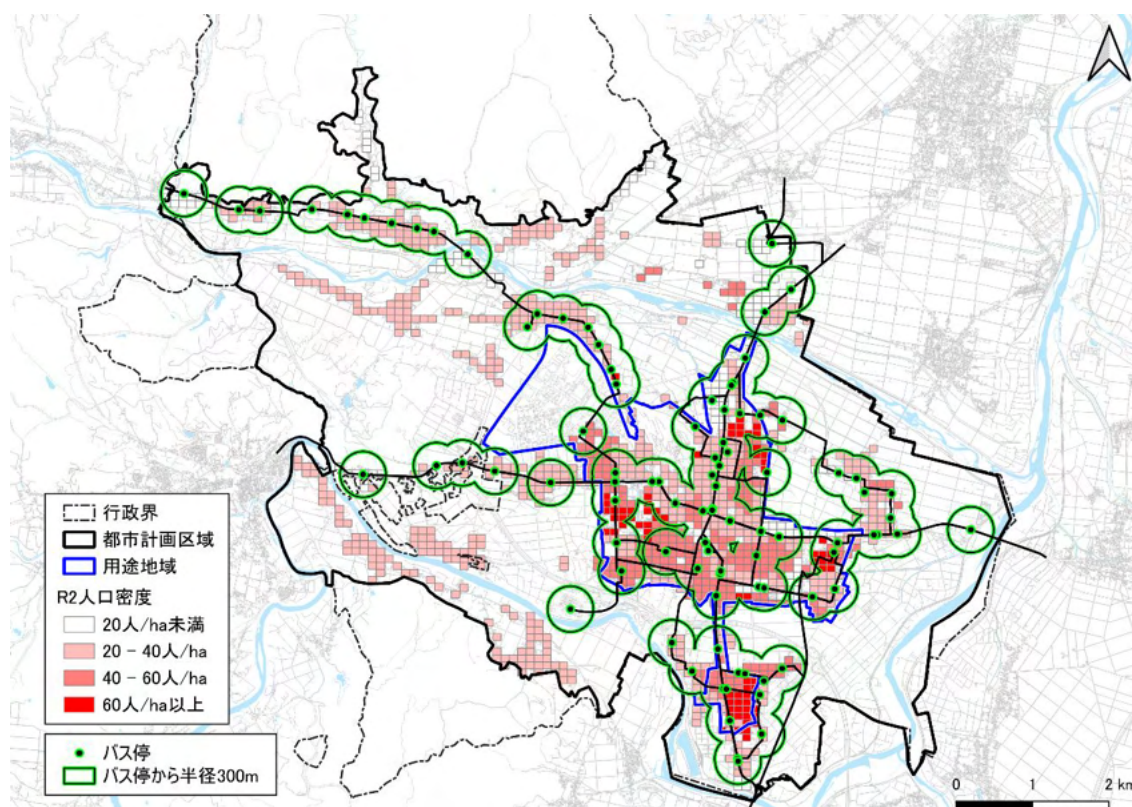 行政界
都市計画区域
用途地域
R2人口密度
20人/ha未満
20 − 40人/ha
40 − 60人/ha
60人/ha以上
バス停
バス停から半径300m
0 1 2 km